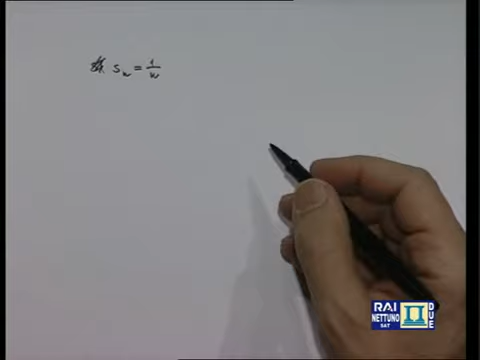 sₙ = 1/n
RAI
NETTUNO
SAT
DUE